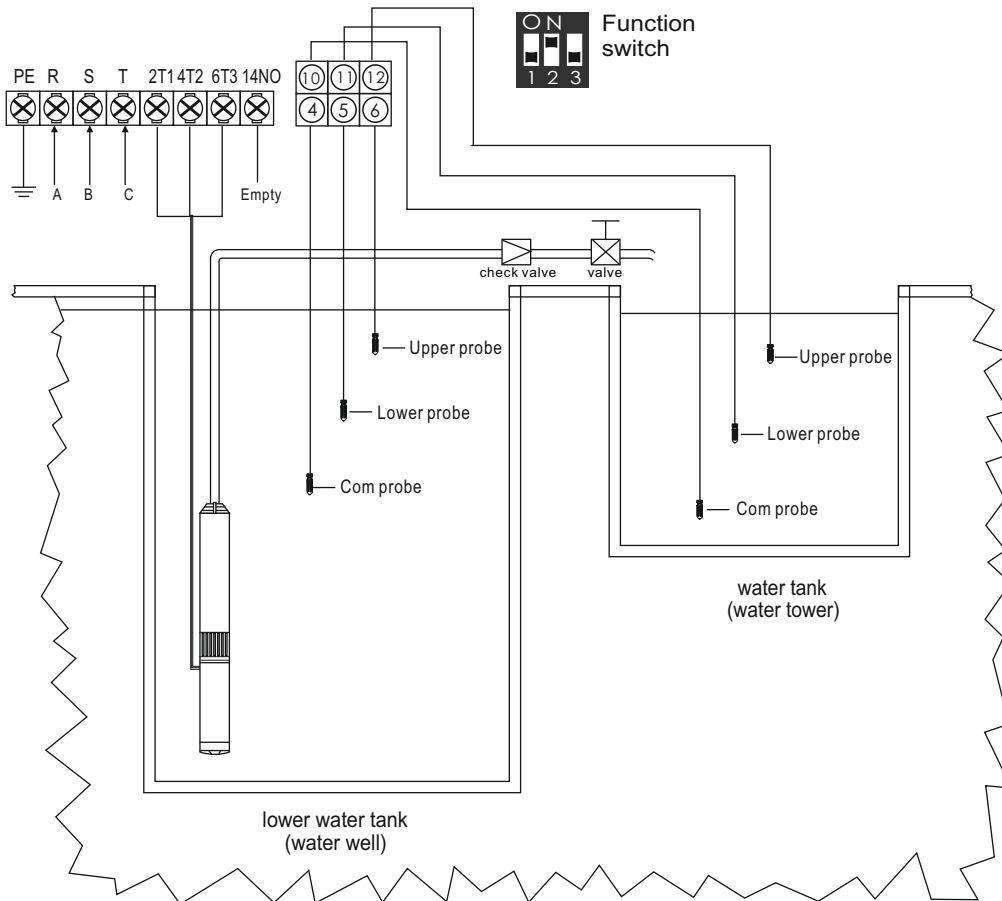 ON
1 2 3
Function
switch
PE R S T 2T1 4T2 6T3 14NO
10 11 12
4 5 6
A B C Empty
check valve
valve
Upper probe
Lower probe
Com probe
Upper probe
Lower probe
Com probe
water tank
(water tower)
lower water tank
(water well)